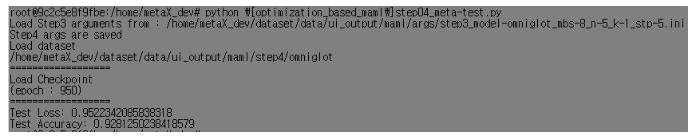 root@9c2c5e8f9fbe:/home/metaX_dev# python #[optimization_based_maml#]step04_meta-test.py
Load Step3 arguments from : /home/metaX_dev/dataset/data/ui_output/maml/args/step3_model-omniglot_mbs-8_n-5_k-1_stp-5.ini
Step4 args are saved
Load dataset
/home/metaX_dev/dataset/data/ui_output/maml/step4/omniglot
==================
Load Checkpoint
(epoch : 950)
==================
Test Loss: 0.9522342085838318
Test Accuracy: 0.9281250238418579